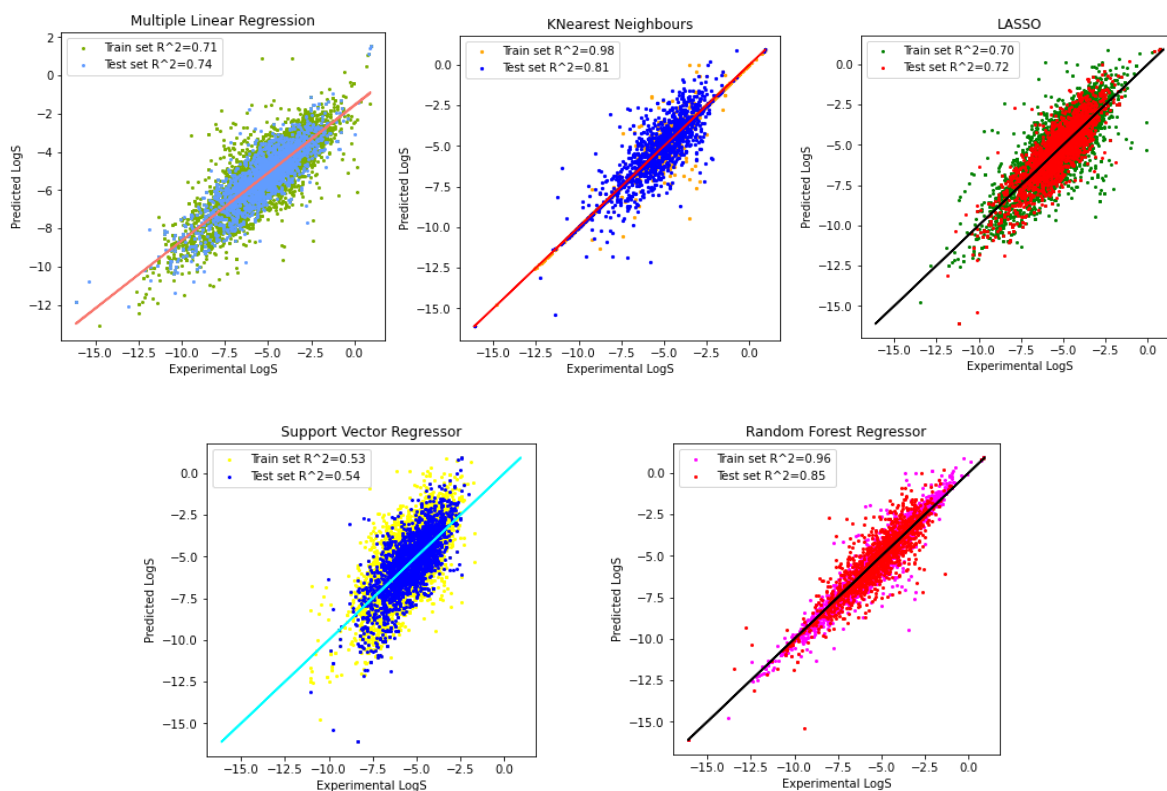 Multiple Linear Regression
Train set R^2=0.71
Test set R^2=0.74
2
0
−2
−4
−6
−8
−10
−12
Predicted LogS
−15.0 −12.5 −10.0 −7.5 −5.0 −2.5 0.0
Experimental LogS
KNearest Neighbours
Train set R^2=0.98
Test set R^2=0.81
0.0
−2.5
−5.0
−7.5
−10.0
−12.5
−15.0
Predicted LogS
−15.0 −12.5 −10.0 −7.5 −5.0 −2.5 0.0
Experimental LogS
LASSO
Train set R^2=0.70
Test set R^2=0.72
0.0
−2.5
−5.0
−7.5
−10.0
−12.5
−15.0
Predicted LogS
−15.0 −12.5 −10.0 −7.5 −5.0 −2.5 0.0
Experimental LogS
Support Vector Regressor
Train set R^2=0.53
Test set R^2=0.54
0.0
−2.5
−5.0
−7.5
−10.0
−12.5
−15.0
Predicted LogS
−15.0 −12.5 −10.0 −7.5 −5.0 −2.5 0.0
Experimental LogS
Random Forest Regressor
Train set R^2=0.96
Test set R^2=0.85
0.0
−2.5
−5.0
−7.5
−10.0
−12.5
−15.0
Predicted LogS
−15.0 −12.5 −10.0 −7.5 −5.0 −2.5 0.0
Experimental LogS